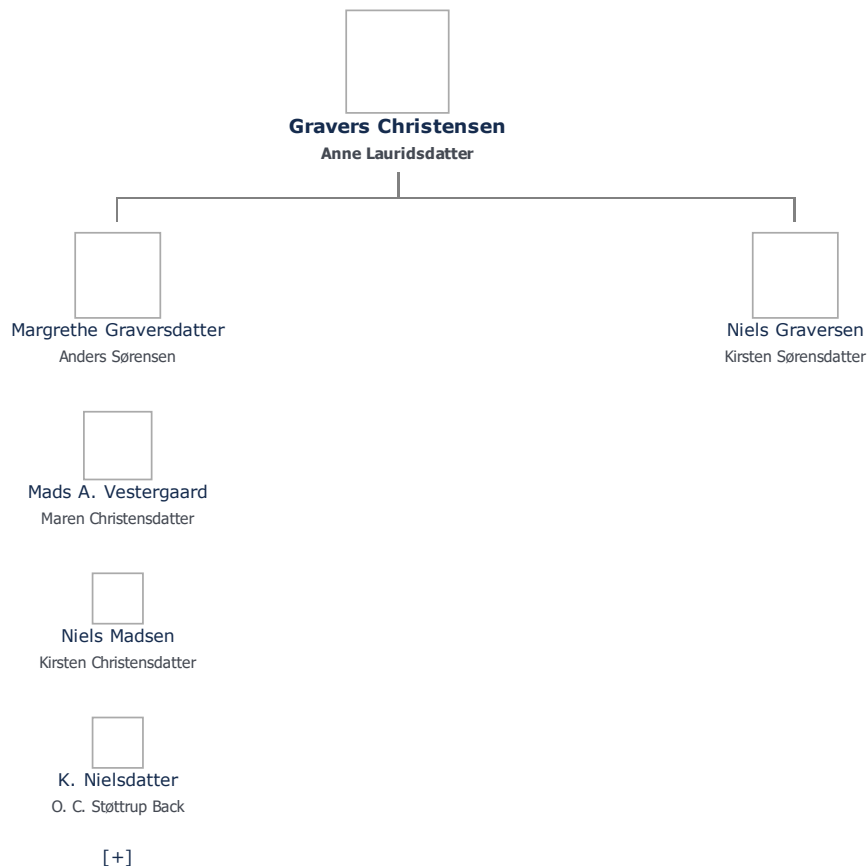 Gravers Christensen
Anne Lauridsdatter
Margrethe Graversdatter
Anders Sørensen
Niels Graversen
Kirsten Sørensdatter
Mads A. Vestergaard
Maren Christensdatter
Niels Madsen
Kirsten Christensdatter
K. Nielsdatter
O. C. Støttrup Back
[+]